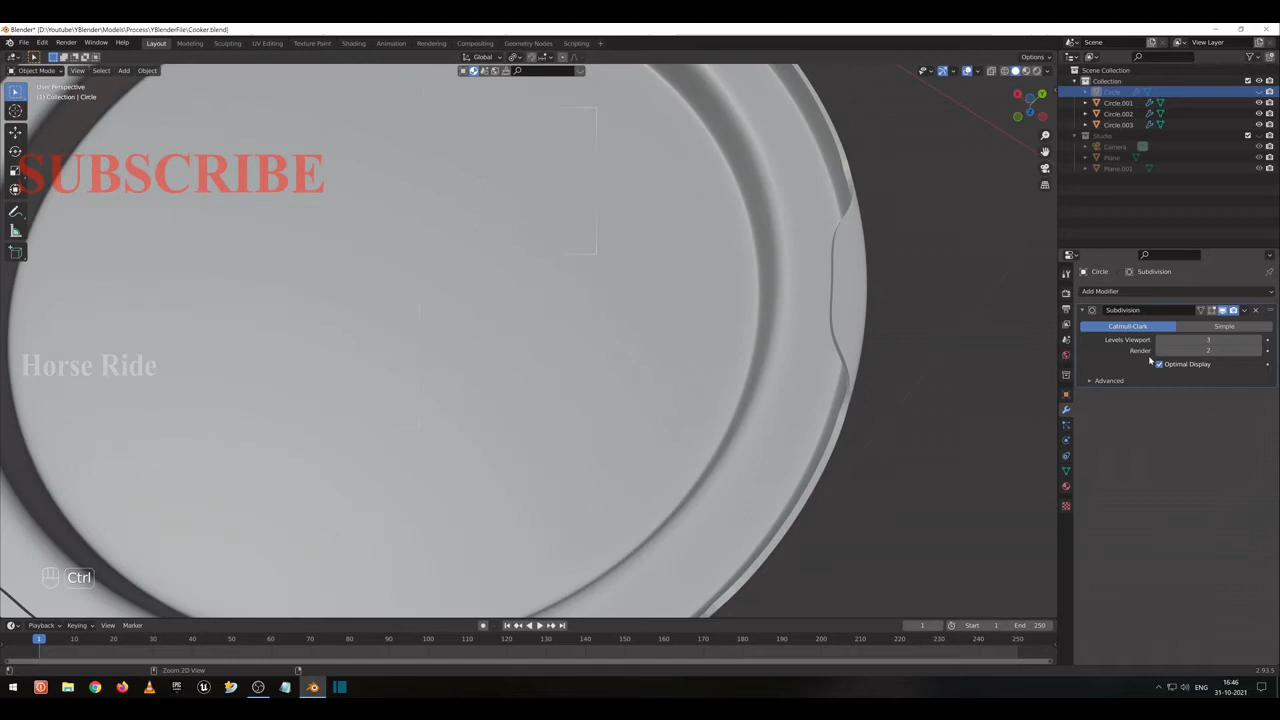 Blender* [D:\Youtube\YBlenderFile\Models\Process\YBlenderFile\Cooker.blend]
File Edit Render Window Help Layout Modeling Sculpting UV Editing Texture Paint Shading Animation Rendering Compositing Geometry Nodes Scripting Scene View Layer
Global Options
Object Mode View Select Add Object
User Perspective
(1) Collection | Circle
Scene Collection
Collection
Circle
Circle.001
Circle.002
Circle.003
Studio
Camera
Plane
Plane.001
X
Y
Z
SUBSCRIBE
Horse Ride
Ctrl
Circle Subdivision
Add Modifier
Subdivision
Catmull-Clark Simple
Levels Viewport 3
Render 2
Optimal Display
Advanced
Playback Keying View Marker 1 Start 1 End 250
1 10 20 30 40 50 60 70 80 90 100 110 120 130 140 150 160 170 180 190 200 210 220 230 240 250
Zoom 2D View 2.93.5
ENG 16:46
31-10-2021